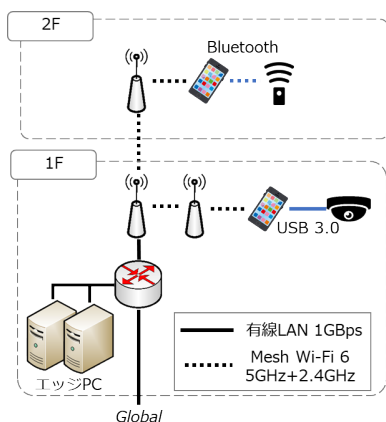 2F
Bluetooth
1F
USB 3.0
有線LAN 1GBps
Mesh Wi-Fi 6
5GHz+2.4GHz
エッジPC
Global